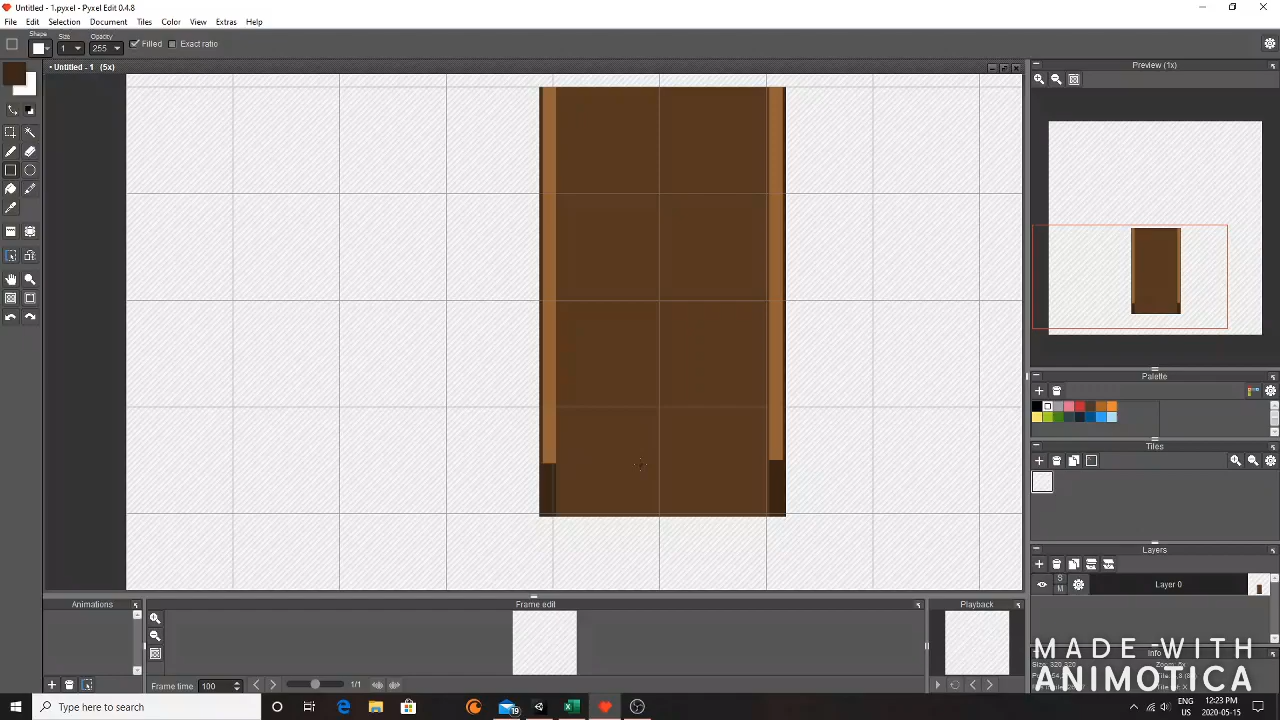 Untitled - 1.pyxel - Pyxel Edit 0.4.8
File Edit Selection Document Tiles Color View Extras Help
Shape Size Opacity
1 255 Filled Exact ratio
• Untitled - 1 (5x)
Preview (1x)
Palette
Tiles
Layers
S
M
Layer 0
Animations
Frame edit
Playback
Frame time 100
1/1
Info
MADE WITH
ANIMOTICA
Type here to search
19
ENG
12:23 PM
US
2020-05-15